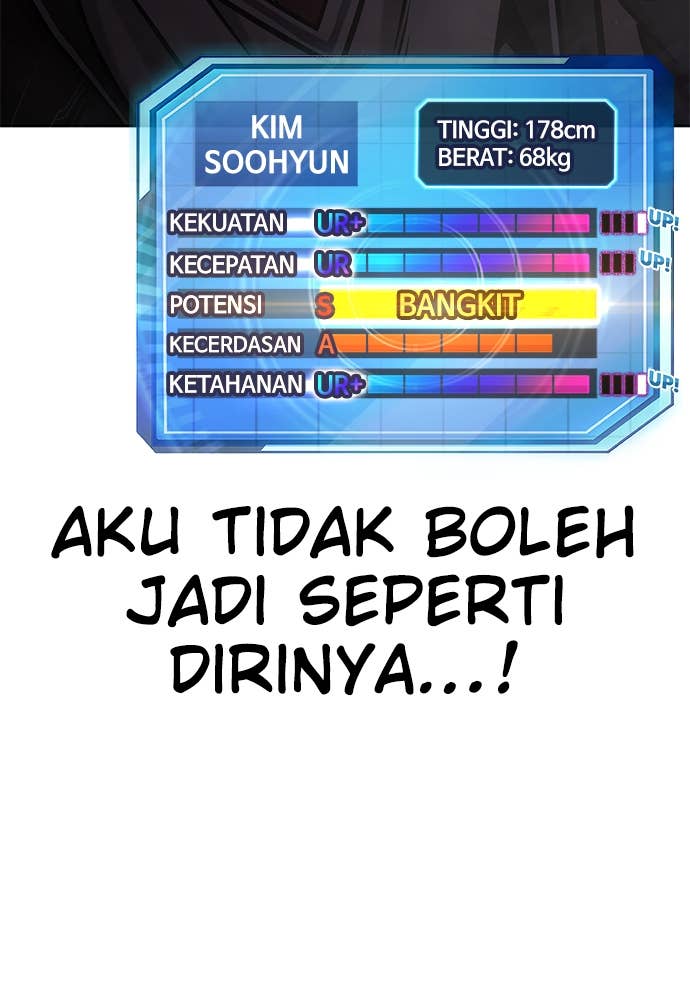 KIM
SOOHYUN
TINGGI: 178cm
BERAT: 68kg
KEKUATAN UR+ UP!
KECEPATAN UR UP!
POTENSI S BANGKIT
KECERDASAN A
KETAHANAN UR+ UP!
AKU TIDAK BOLEH
JADI SEPERTI
DIRINYA...!